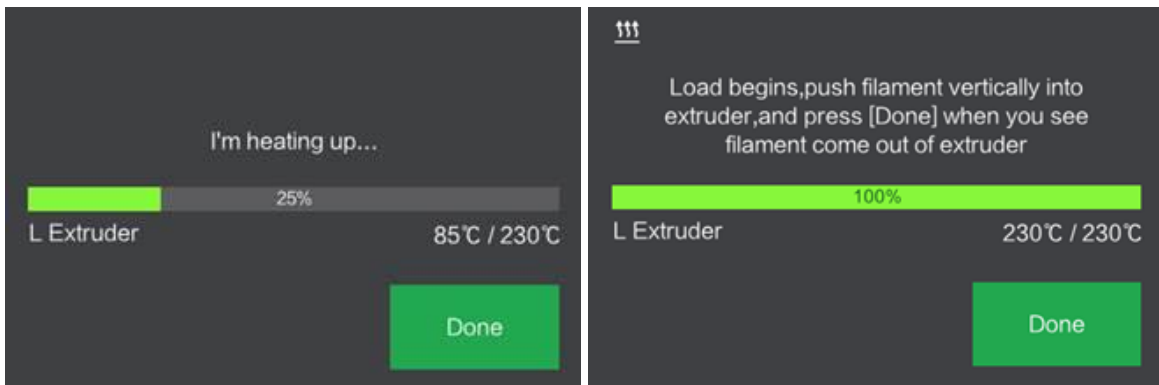 I'm heating up...
25%
L Extruder
85℃ / 230℃
Done
Load begins,push filament vertically into
extruder,and press [Done] when you see
filament come out of extruder
100%
L Extruder
230℃ / 230℃
Done